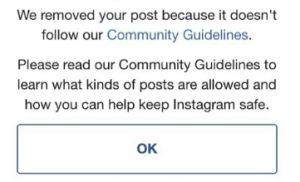 We removed your post because it doesn't
follow our Community Guidelines.
Please read our Community Guidelines to
learn what kinds of posts are allowed and
how you can help keep Instagram safe.
OK